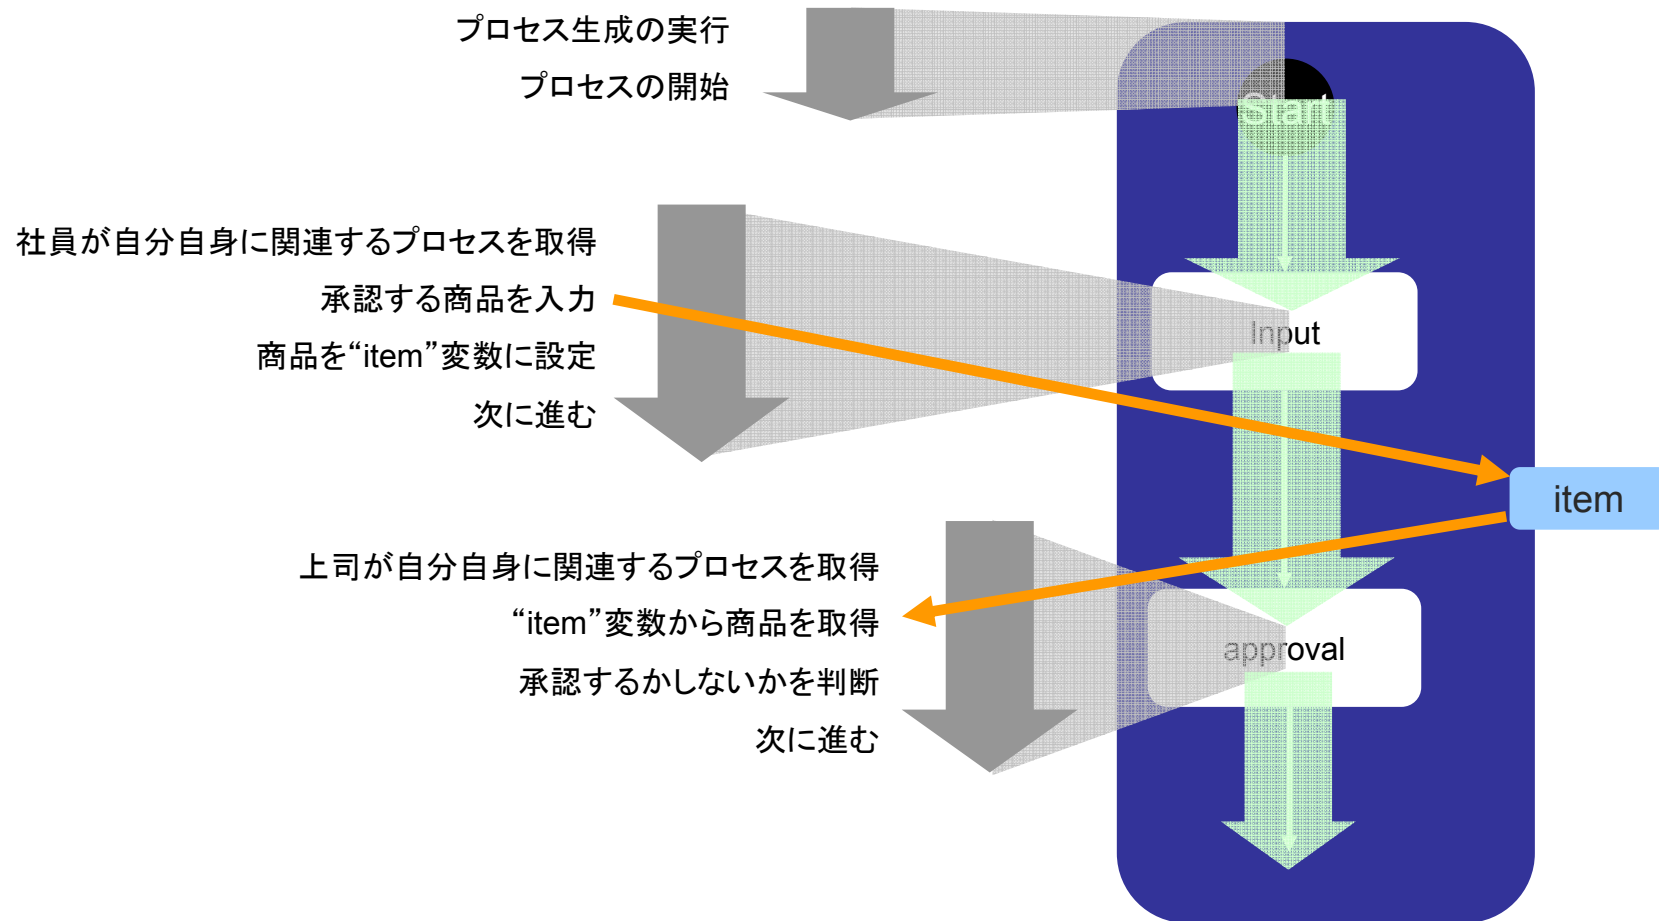 プロセス生成の実行
プロセスの開始
Start
社員が自分自身に関連するプロセスを取得
承認する商品を入力
商品を“item”変数に設定
次に進む
Input
item
上司が自分自身に関連するプロセスを取得
“item”変数から商品を取得
承認するかしないかを判断
次に進む
approval